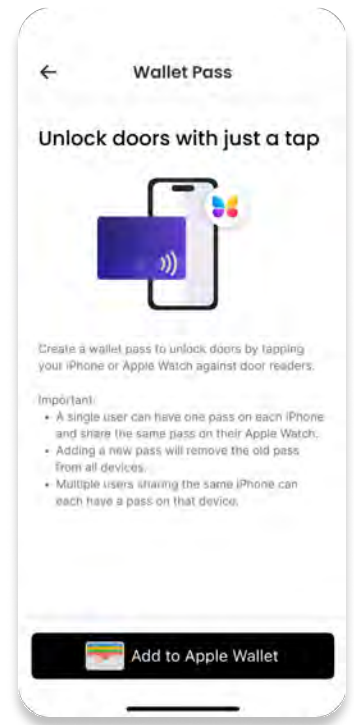 Wallet Pass
Unlock doors with just a tap
Create a wallet pass to unlock doors by tapping
your iPhone or Apple Watch against door readers.
Important:
• A single user can have one pass on each iPhone
and share the same pass on their Apple Watch.
• Adding a new pass will remove the old pass
from all devices.
• Multiple users sharing the same iPhone can
each have a pass on that device.
Add to Apple Wallet